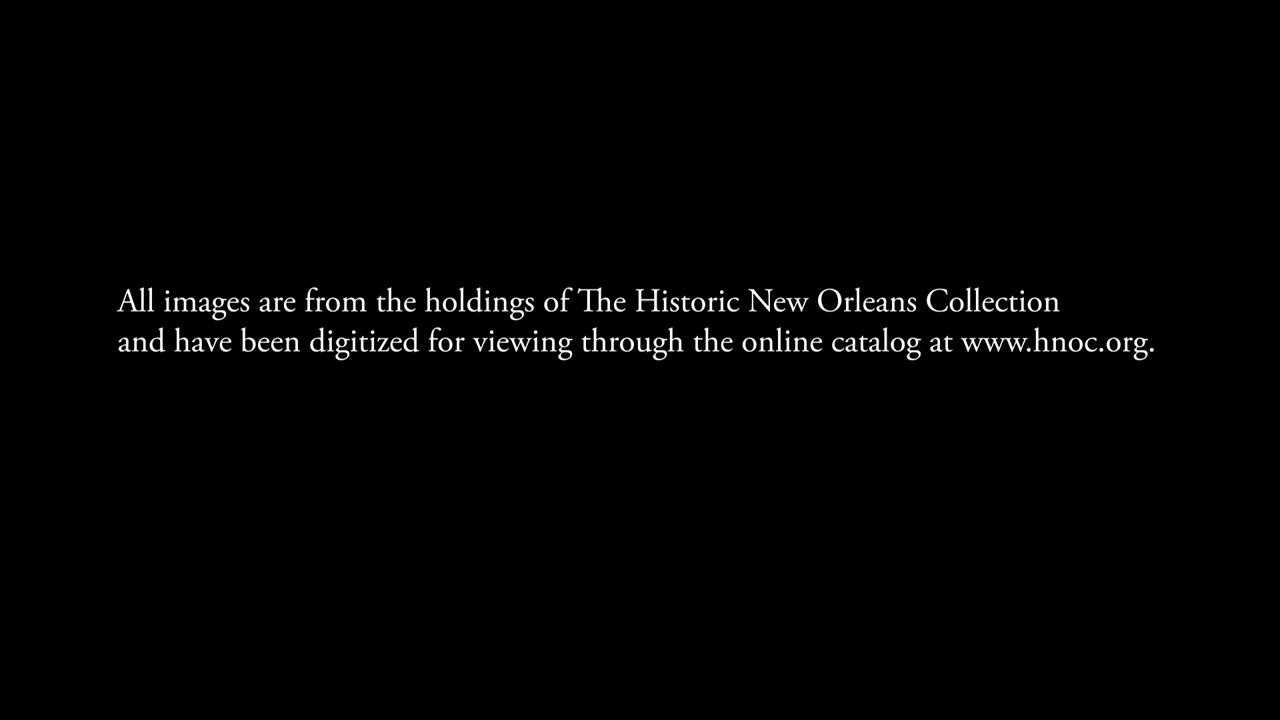 All images are from the holdings of The Historic New Orleans Collection
and have been digitized for viewing through the online catalog at www.hnoc.org.